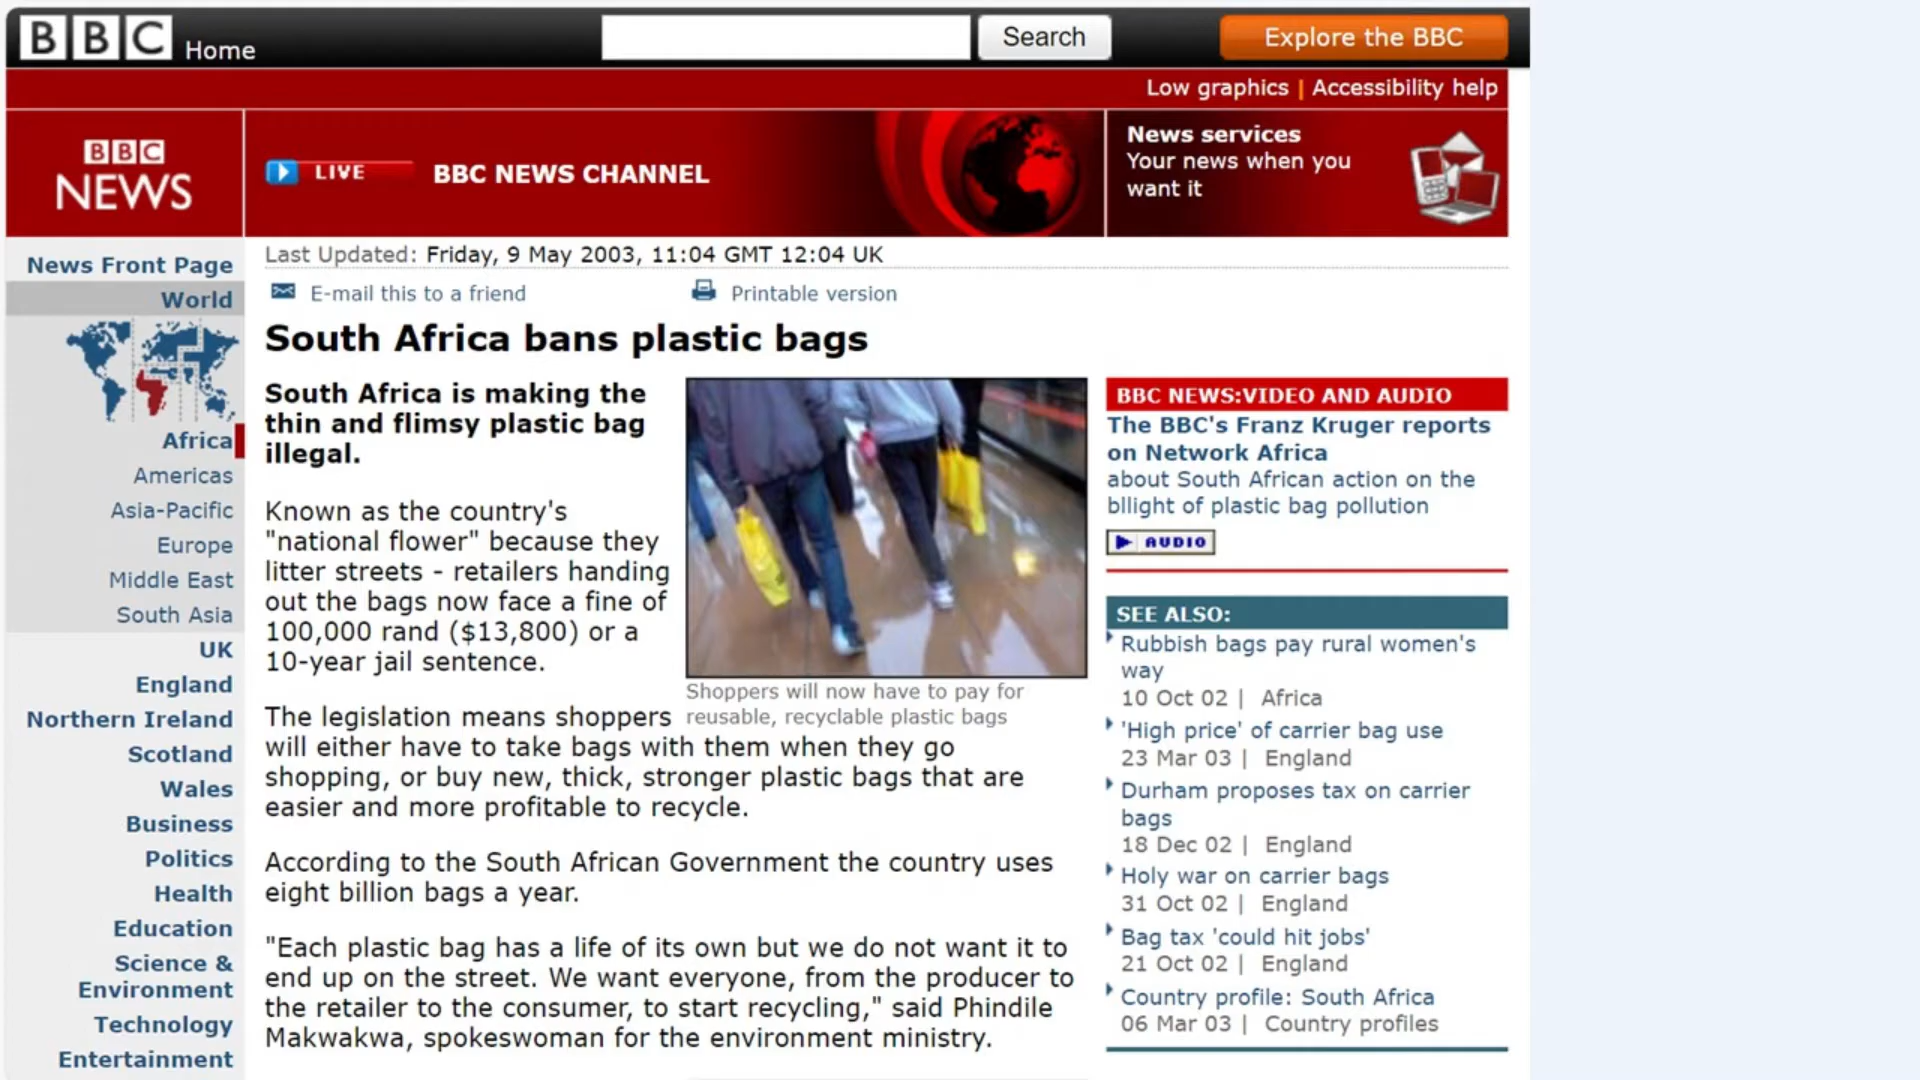 BBC Home
Search
Explore the BBC
Low graphics | Accessibility help
BBC
NEWS
LIVE
BBC NEWS CHANNEL
News services
Your news when you
want it
News Front Page
World
Africa
Americas
Asia-Pacific
Europe
Middle East
South Asia
UK
England
Northern Ireland
Scotland
Wales
Business
Politics
Health
Education
Science &
Environment
Technology
Entertainment
Last Updated: Friday, 9 May 2003, 11:04 GMT 12:04 UK
E-mail this to a friend
Printable version
South Africa bans plastic bags
South Africa is making the
thin and flimsy plastic bag
illegal.
Known as the country's
"national flower" because they
litter streets - retailers handing
out the bags now face a fine of
100,000 rand ($13,800) or a
10-year jail sentence.
Shoppers will now have to pay for
reusable, recyclable plastic bags
The legislation means shoppers
will either have to take bags with them when they go
shopping, or buy new, thick, stronger plastic bags that are
easier and more profitable to recycle.
According to the South African Government the country uses
eight billion bags a year.
"Each plastic bag has a life of its own but we do not want it to
end up on the street. We want everyone, from the producer to
the retailer to the consumer, to start recycling," said Phindile
Makwakwa, spokeswoman for the environment ministry.
BBC NEWS:VIDEO AND AUDIO
The BBC's Franz Kruger reports
on Network Africa
about South African action on the
bllight of plastic bag pollution
AUDIO
SEE ALSO:
Rubbish bags pay rural women's
way
10 Oct 02 | Africa
'High price' of carrier bag use
23 Mar 03 | England
Durham proposes tax on carrier
bags
18 Dec 02 | England
Holy war on carrier bags
31 Oct 02 | England
Bag tax 'could hit jobs'
21 Oct 02 | England
Country profile: South Africa
06 Mar 03 | Country profiles